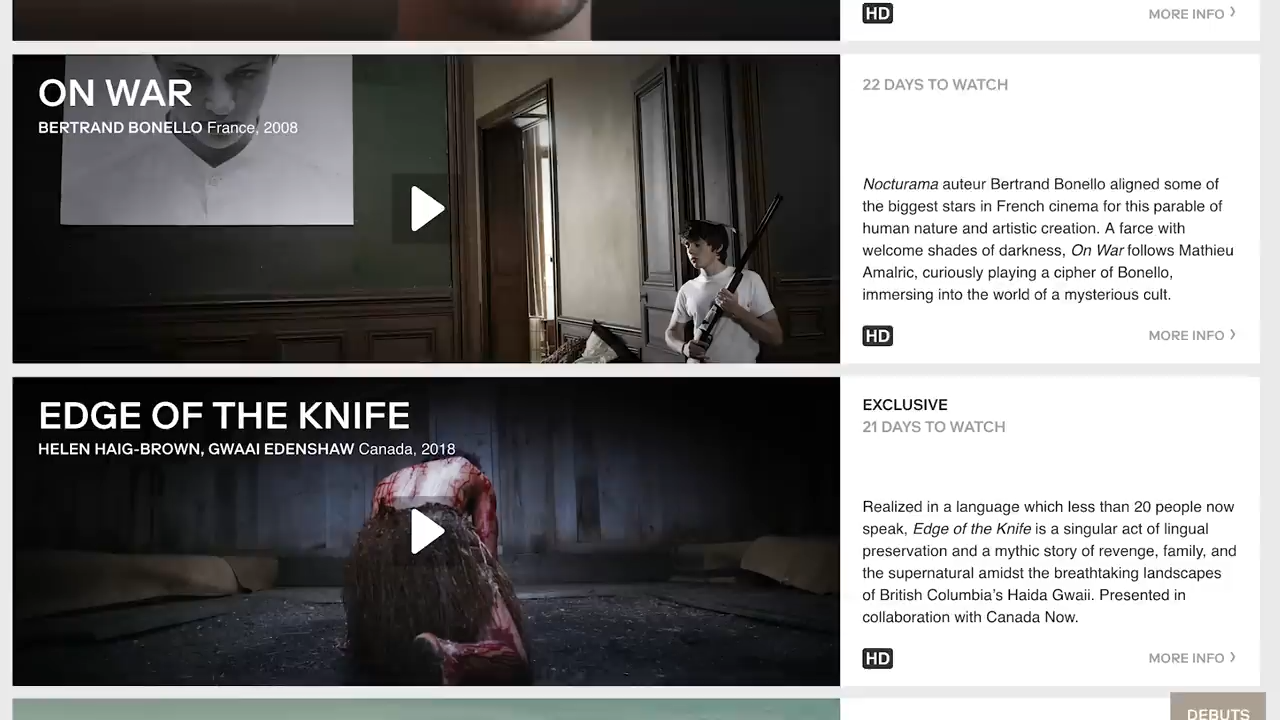 HD
MORE INFO
ON WAR
BERTRAND BONELLO France, 2008
22 DAYS TO WATCH
Nocturama auteur Bertrand Bonello aligned some of
the biggest stars in French cinema for this parable of
human nature and artistic creation. A farce with
welcome shades of darkness, On War follows Mathieu
Amalric, curiously playing a cipher of Bonello,
immersing into the world of a mysterious cult.
HD
MORE INFO
EDGE OF THE KNIFE
HELEN HAIG-BROWN, GWAAI EDENSHAW Canada, 2018
EXCLUSIVE
21 DAYS TO WATCH
Realized in a language which less than 20 people now
speak, Edge of the Knife is a singular act of lingual
preservation and a mythic story of revenge, family, and
the supernatural amidst the breathtaking landscapes
of British Columbia's Haida Gwaii. Presented in
collaboration with Canada Now.
HD
MORE INFO
DEBUTS